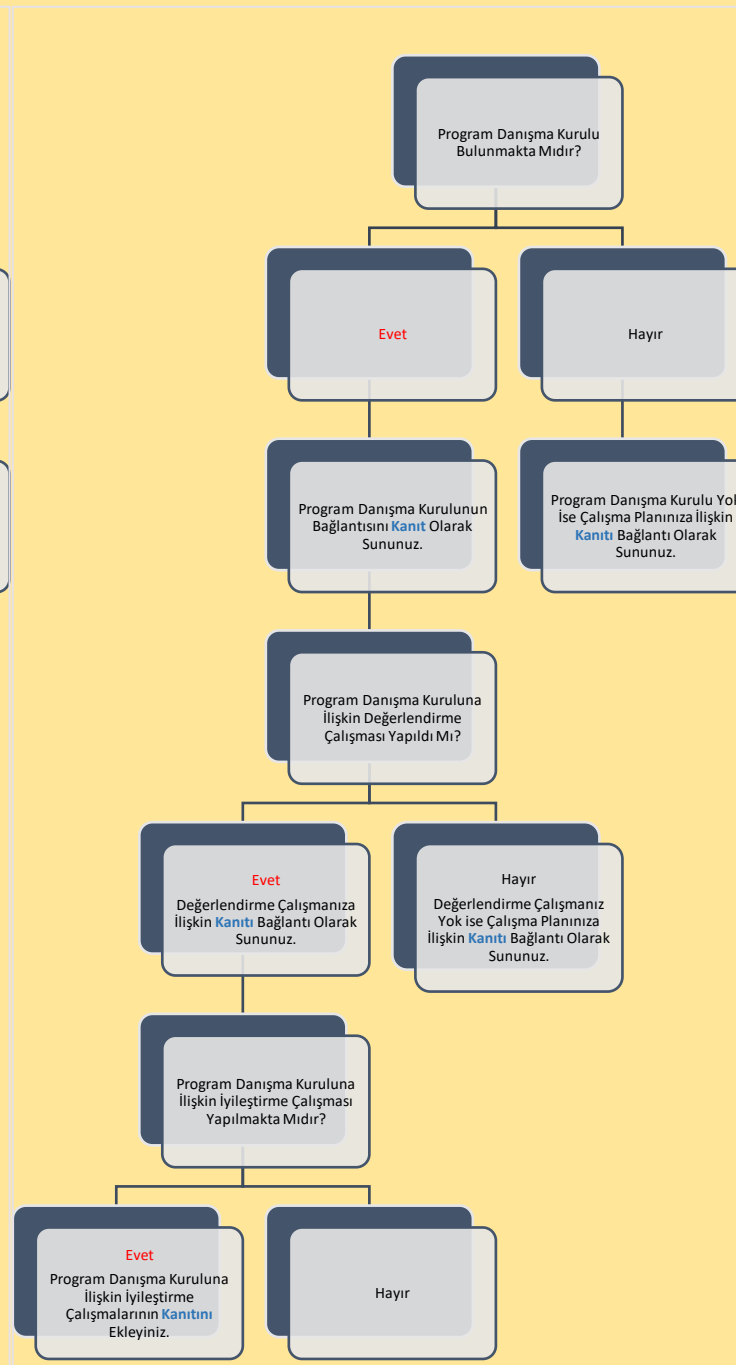 Program Danışma Kurulu
Bulunmakta Mıdır?
Evet
Hayır
Program Danışma Kurulunun
Bağlantısını Kanıt Olarak
Sununuz.
Program Danışma Kurulu Yok
İse Çalışma Planınıza İlişkin
Kanıtı Bağlantı Olarak
Sununuz.
Program Danışma Kuruluna
İlişkin Değerlendirme
Çalışması Yapıldı Mı?
Evet
Değerlendirme Çalışmanıza
İlişkin Kanıtı Bağlantı Olarak
Sununuz.
Hayır
Değerlendirme Çalışmanız
Yok ise Çalışma Planınıza
İlişkin Kanıtı Bağlantı Olarak
Sununuz.
Program Danışma Kuruluna
İlişkin İyileştirme Çalışması
Yapılmakta Mıdır?
Evet
Program Danışma Kuruluna
İlişkin İyileştirme
Çalışmalarının Kanıtını
Ekleyiniz.
Hayır